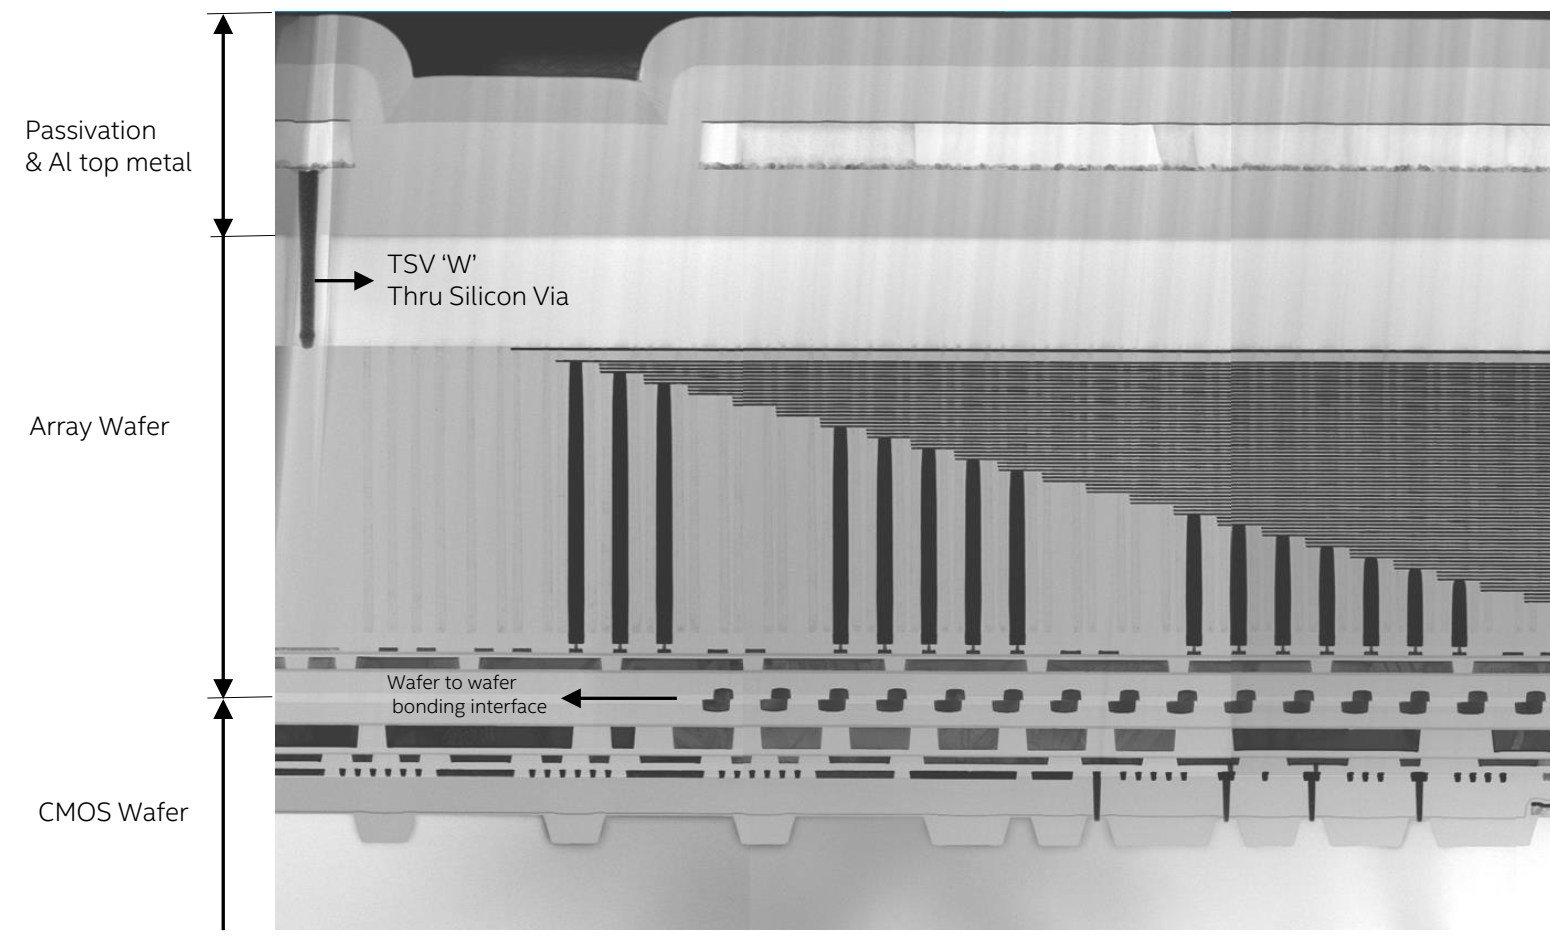 Passivation
& Al top metal
TSV ‘W’
Thru Silicon Via
Array Wafer
Wafer to wafer
bonding interface
CMOS Wafer